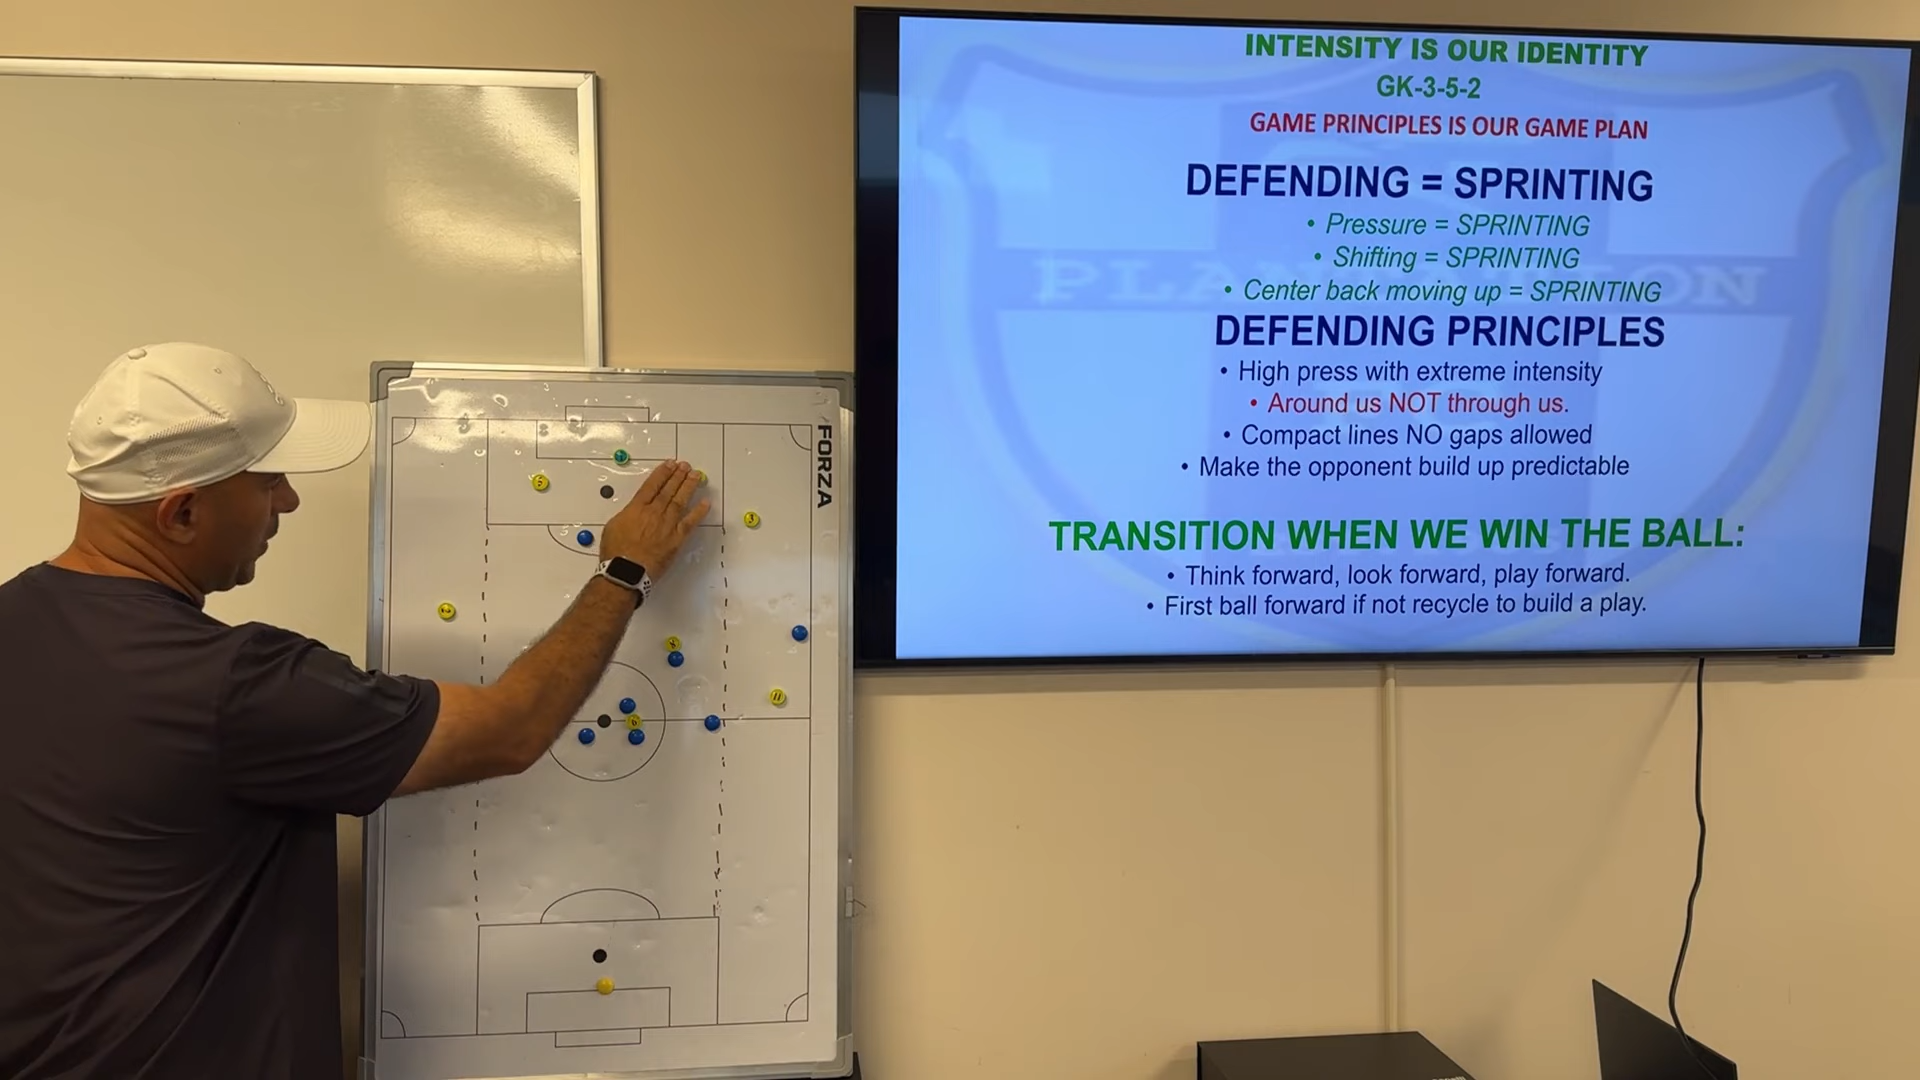 INTENSITY IS OUR IDENTITY
GK-3-5-2
GAME PRINCIPLES IS OUR GAME PLAN
DEFENDING = SPRINTING
• Pressure = SPRINTING
• Shifting = SPRINTING
• Center back moving up = SPRINTING
PLANTATION
DEFENDING PRINCIPLES
• High press with extreme intensity
• Around us NOT through us.
• Compact lines NO gaps allowed
• Make the opponent build up predictable
TRANSITION WHEN WE WIN THE BALL:
• Think forward, look forward, play forward.
• First ball forward if not recycle to build a play.
FORZA
11